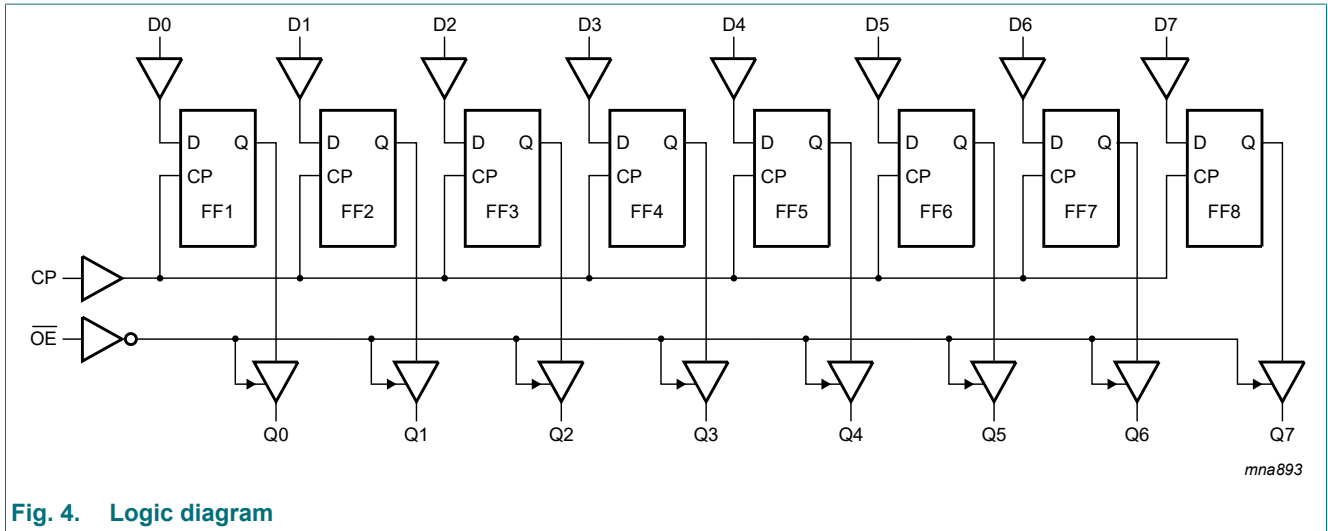 D0 D1 D2 D3 D4 D5 D6 D7
D Q D Q D Q D Q D Q D Q D Q D Q
CP CP CP CP CP CP CP CP
FF1 FF2 FF3 FF4 FF5 FF6 FF7 FF8
CP
O̅E̅
Q0 Q1 Q2 Q3 Q4 Q5 Q6 Q7
mna893
Fig. 4. Logic diagram